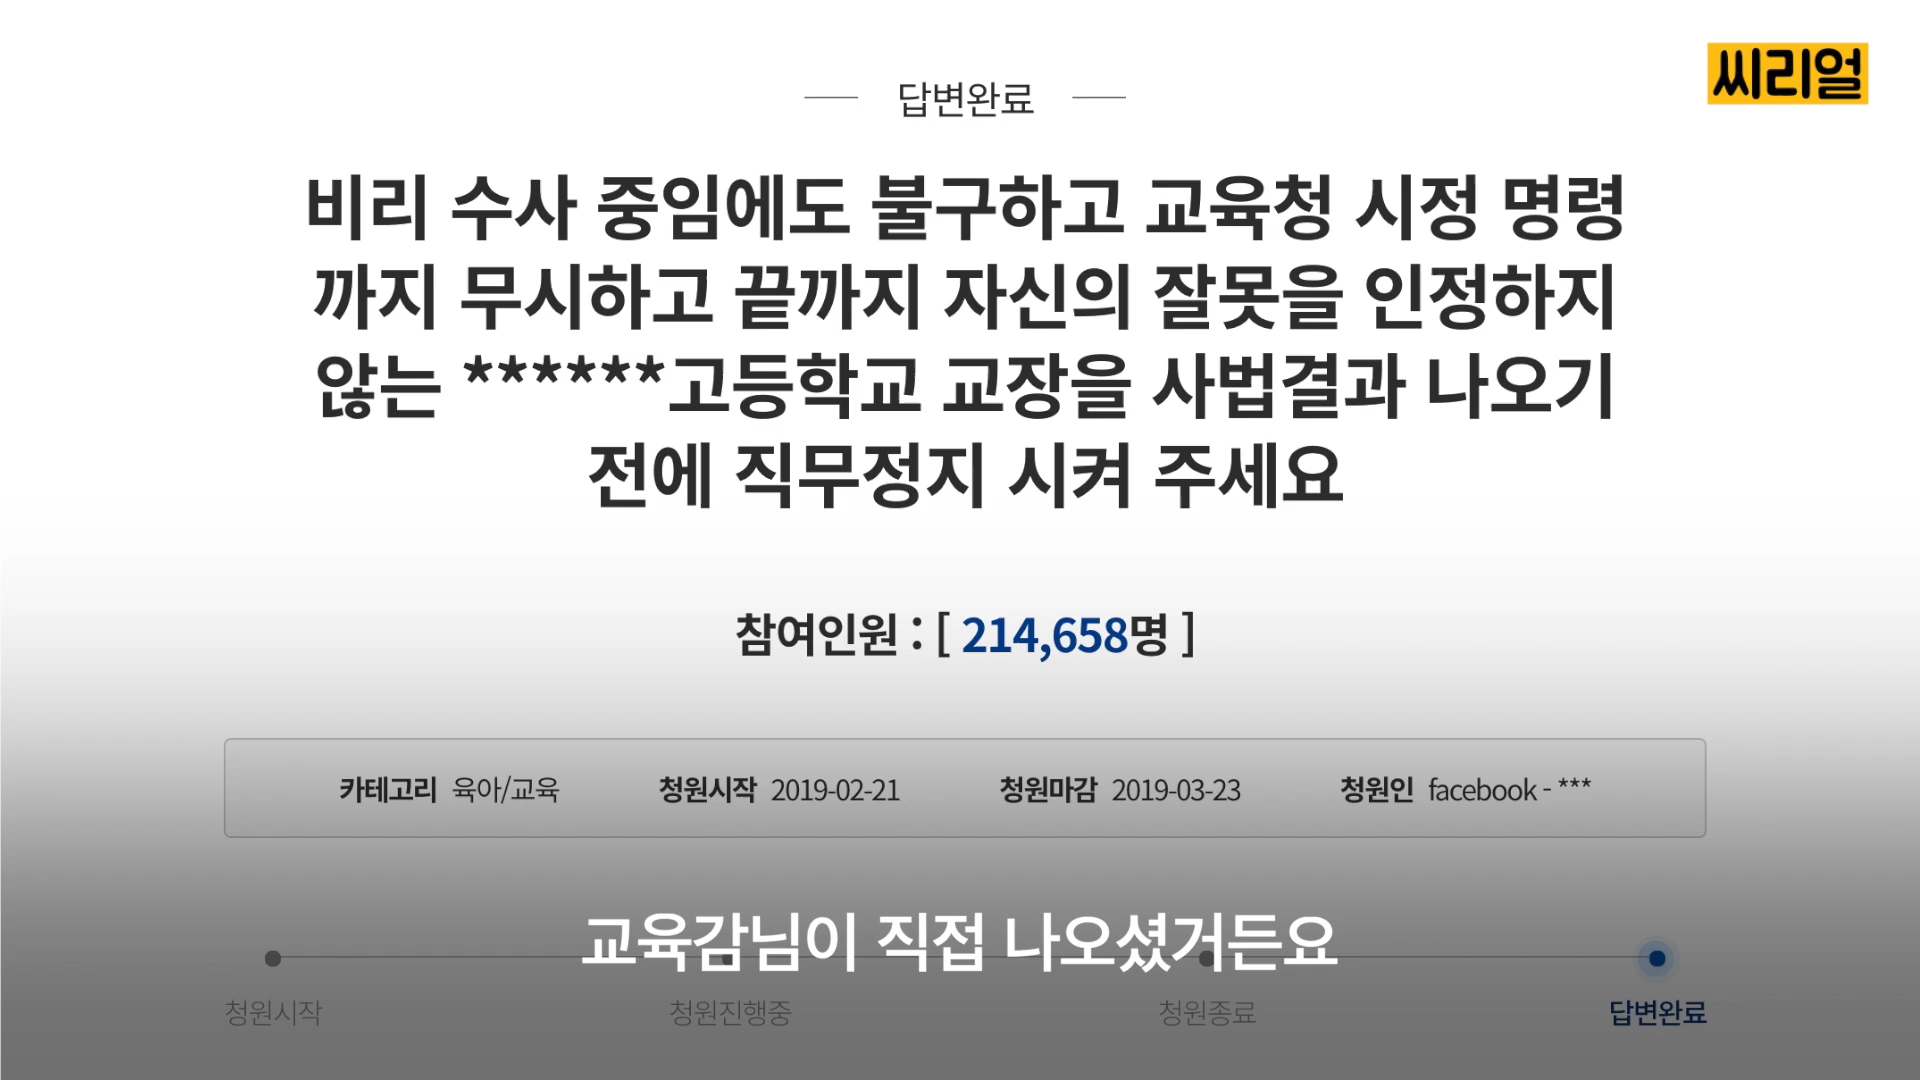 씨리얼
답변완료
비리 수사 중임에도 불구하고 교육청 시정 명령
까지 무시하고 끝까지 자신의 잘못을 인정하지
않는 ******고등학교 교장을 사법결과 나오기
전에 직무정지 시켜 주세요
참여인원 : [ 214,658명 ]
카테고리 육아/교육 청원시작 2019-02-21 청원마감 2019-03-23 청원인 facebook - ***
교육감님이 직접 나오셨거든요
청원시작 청원진행중 청원종료 답변완료